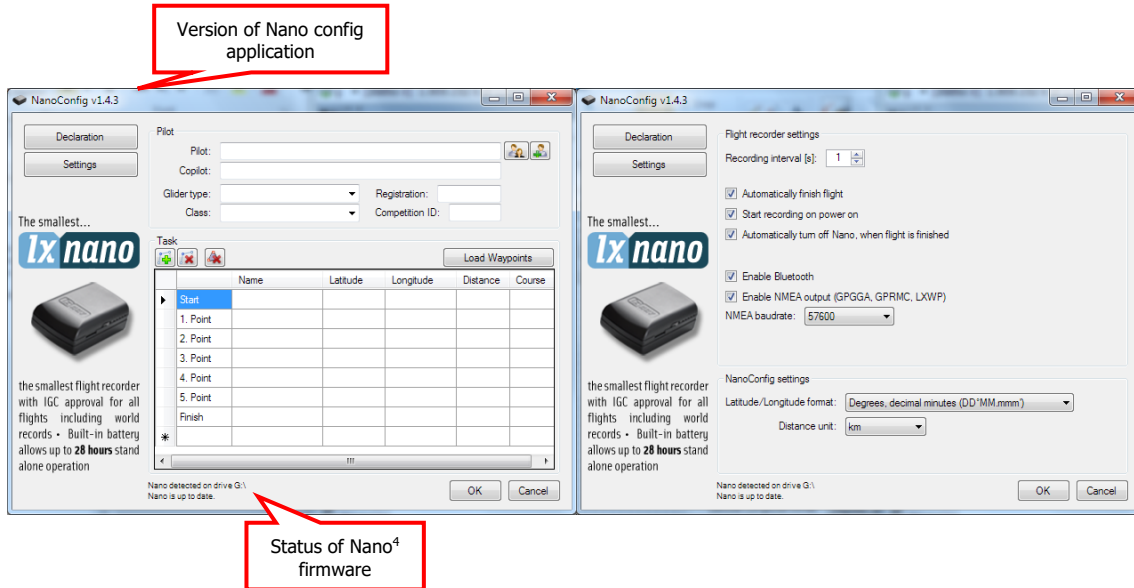 Version of Nano config
application
NanoConfig v1.4.3
Declaration
Settings
Pilot
Pilot:
Copilot:
Glider type:
Registration:
Class:
Competition ID:
The smallest...
lx nano
Task
Load Waypoints
Name Latitude Longitude Distance Course
Start
1. Point
2. Point
3. Point
4. Point
5. Point
Finish
the smallest flight recorder
with IGC approval for all
flights including world
records • Built-in battery
allows up to 28 hours stand
alone operation
Nano detected on drive G:\
Nano is up to date.
OK Cancel
Status of Nano⁴
firmware
NanoConfig v1.4.3
Declaration
Settings
The smallest...
lx nano
the smallest flight recorder
with IGC approval for all
flights including world
records • Built-in battery
allows up to 28 hours stand
alone operation
Flight recorder settings
Recording interval [s]: 1
Automatically finish flight
Start recording on power on
Automatically turn off Nano, when flight is finished
Enable Bluetooth
Enable NMEA output (GPGGA, GPRMC, LXWP)
NMEA baudrate: 57600
NanoConfig settings
Latitude/Longitude format: Degrees, decimal minutes (DD°MM.mmm')
Distance unit: km
Nano detected on drive G:\
Nano is up to date.
OK Cancel